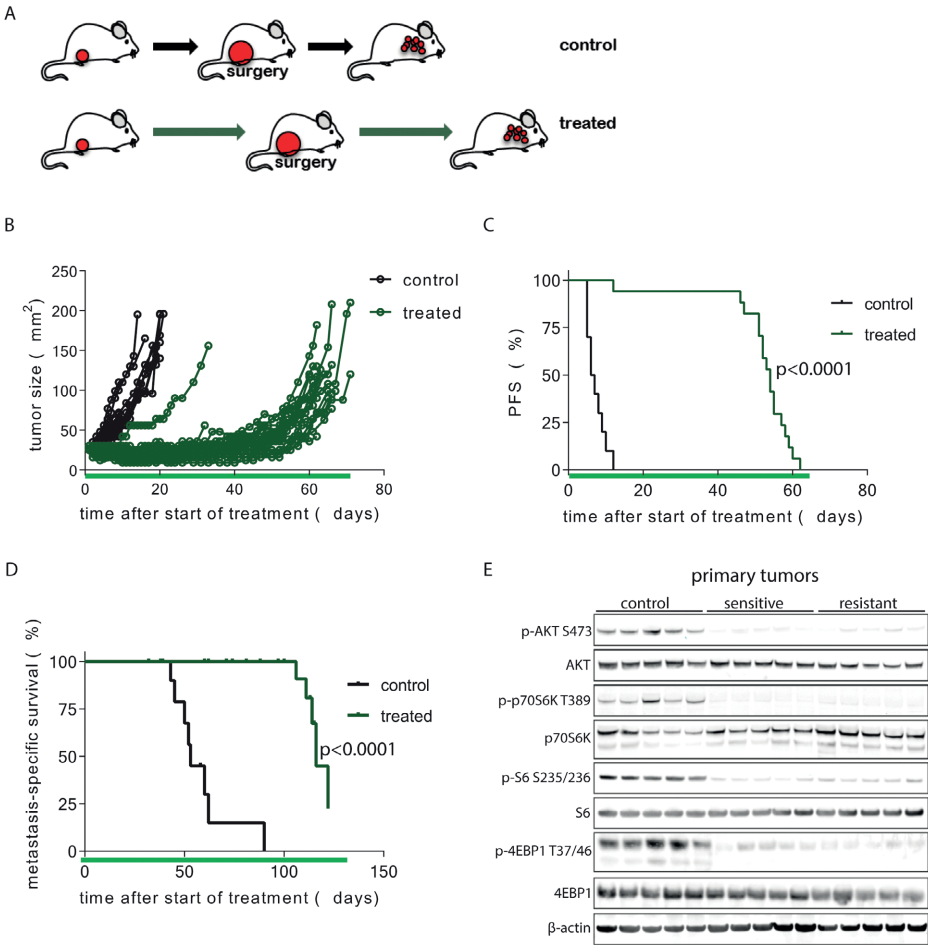 A
control
surgery
treated
surgery
B
250
200
150
100
50
0
0 20 40 60 80
tumor size ( mm2)
time after start of treatment ( days)
control
treated
C
100
75
50
25
0
0 20 40 60 80
PFS ( %)
time after start of treatment ( days)
control
treated
p<0.0001
D
100
75
50
25
0
50 100 150
metastasis-specific survival ( %)
time after start of treatment ( days)
control
treated
p<0.0001
E
primary tumors
control sensitive resistant
p-AKT S473
AKT
p-p70S6K T389
p70S6K
p-S6 S235/236
S6
p-4EBP1 T37/46
4EBP1
β-actin